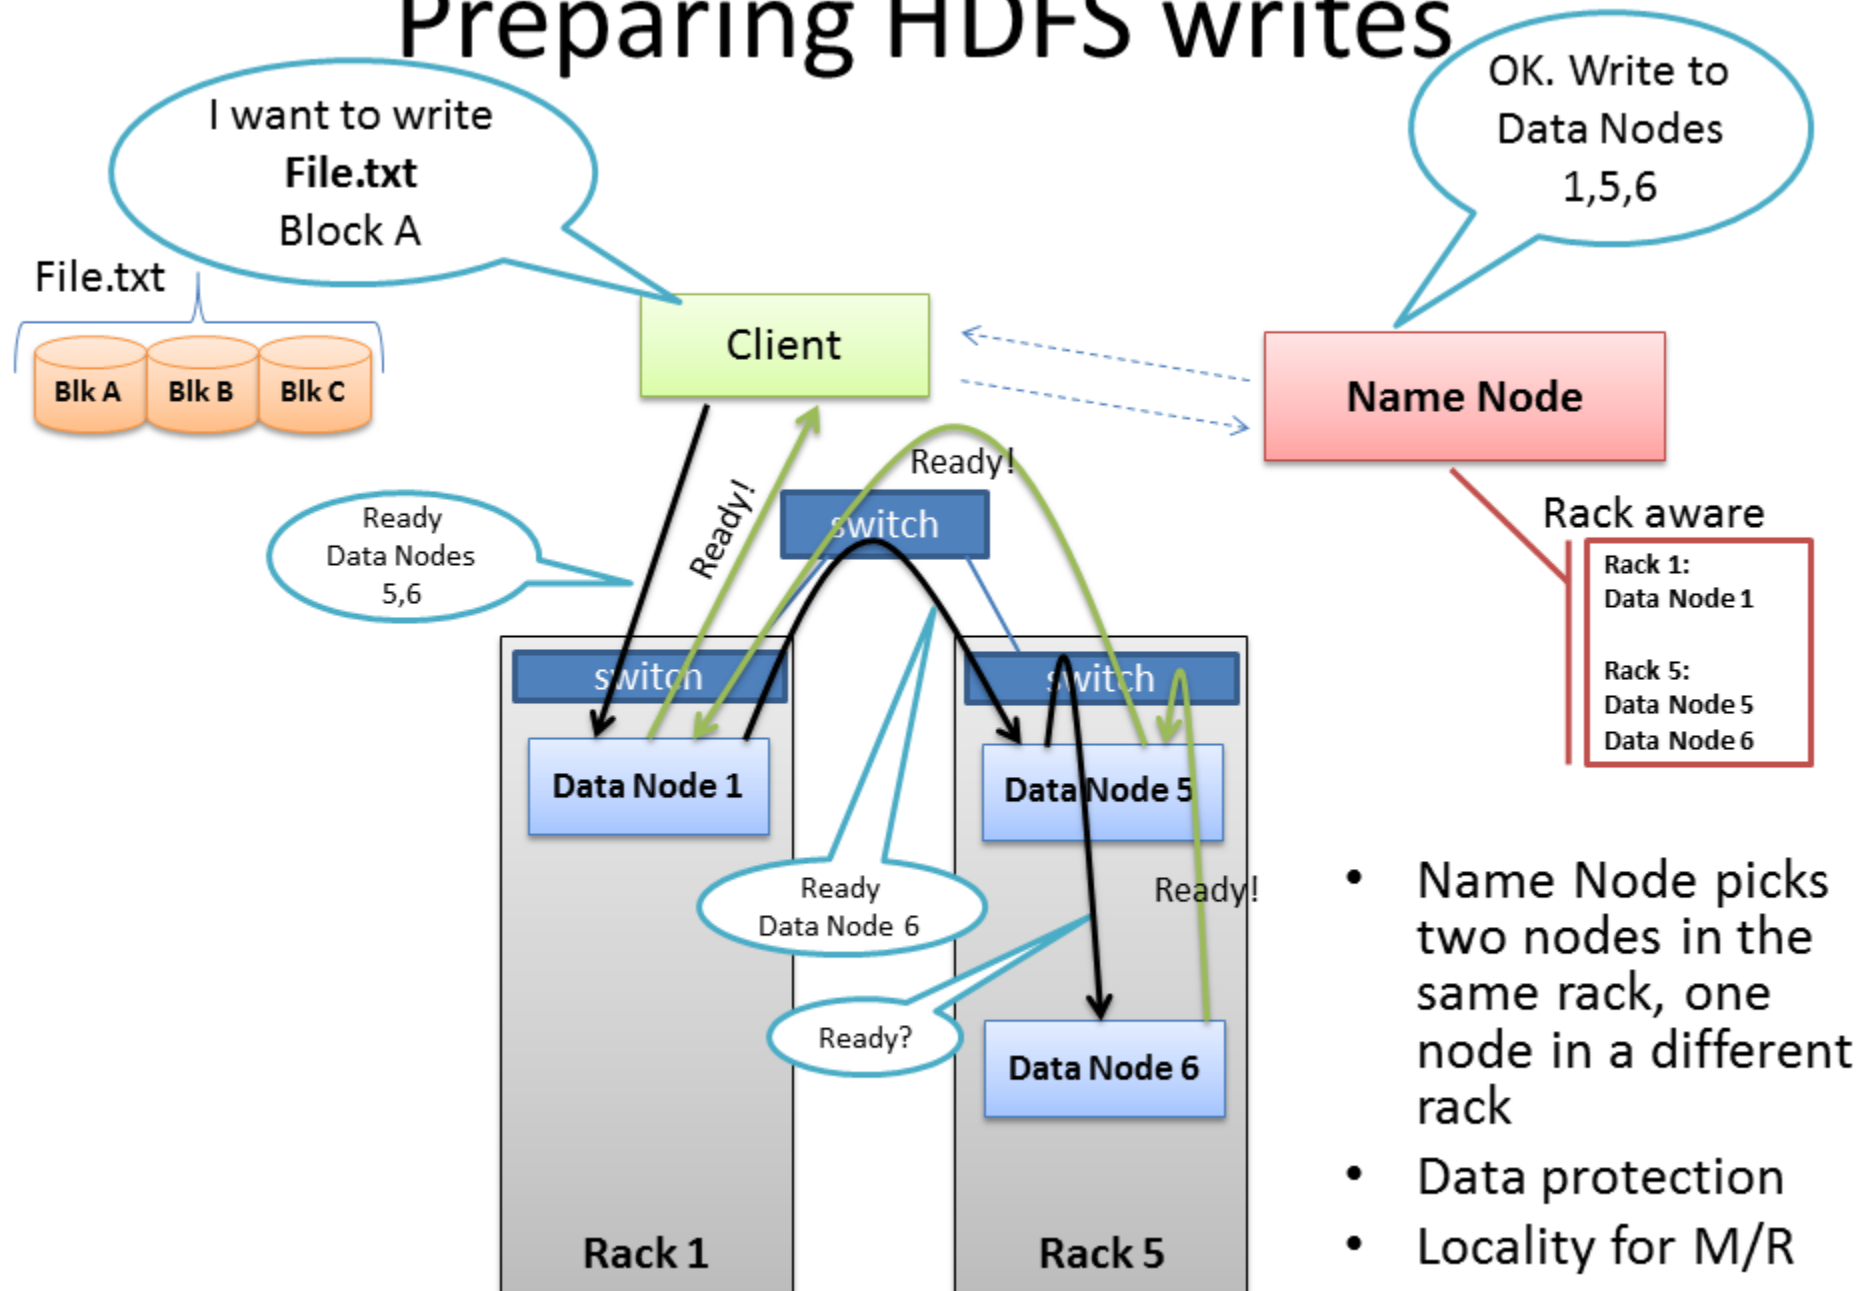 Preparing HDFS writes
I want to write
File.txt
Block A
OK. Write to
Data Nodes
1,5,6
File.txt
Blk A
Blk B
Blk C
Client
Name Node
Ready!
Ready!
switch
Ready
Data Nodes
5,6
Rack aware
Rack 1:
Data Node 1
Rack 5:
Data Node 5
Data Node 6
switch
switch
Data Node 1
Data Node 5
Ready
Data Node 6
Ready!
Ready?
Data Node 6
Rack 1
Rack 5
• Name Node picks
two nodes in the
same rack, one
node in a different
rack
• Data protection
• Locality for M/R